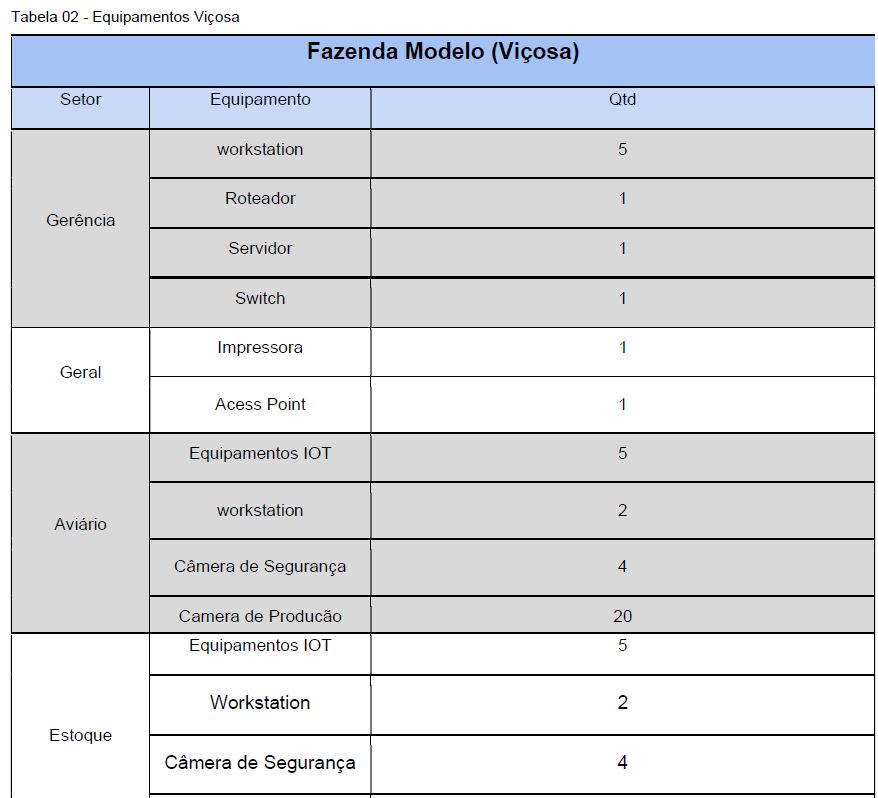 Tabela 02 - Equipamentos Viçosa
Fazenda Modelo (Viçosa)
Setor Equipamento Qtd
Gerência
workstation 5
Roteador 1
Servidor 1
Switch 1
Geral
Impressora 1
Acess Point 1
Aviário
Equipamentos IOT 5
workstation 2
Câmera de Segurança 4
Camera de Producão 20
Estoque
Equipamentos IOT 5
Workstation 2
Câmera de Segurança 4